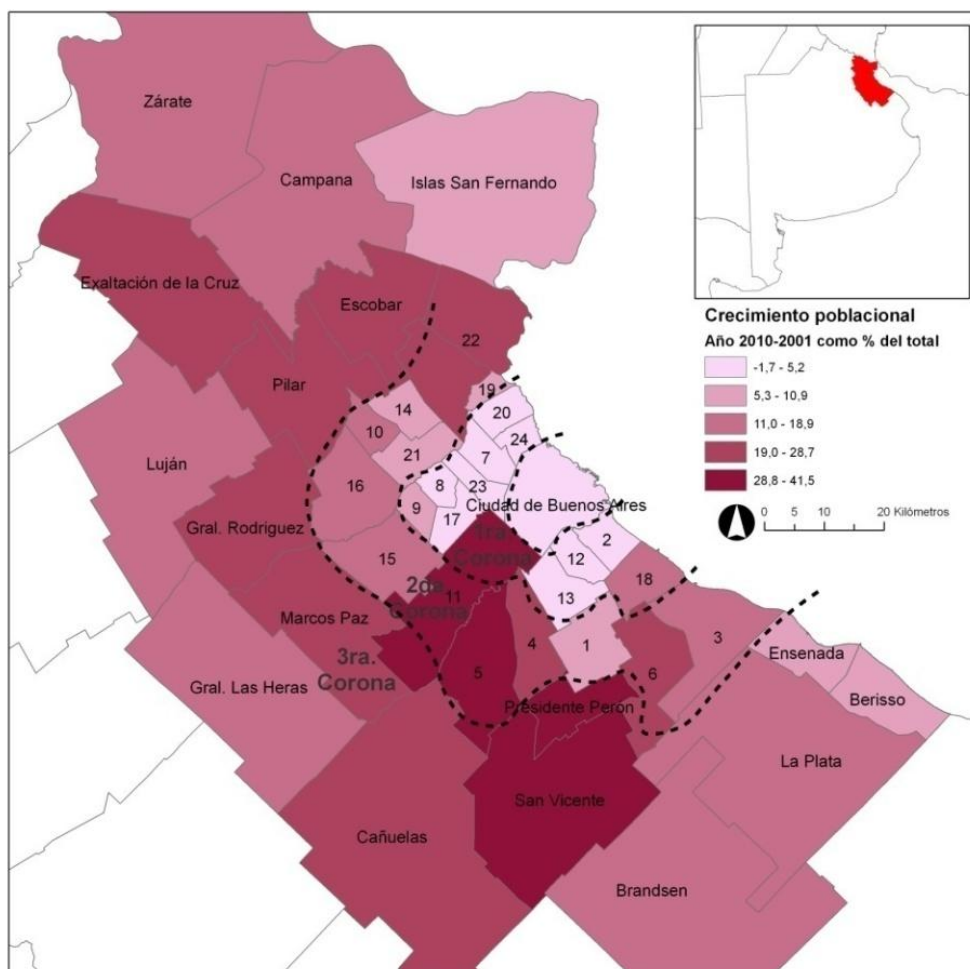 Zárate
Campana
Islas San Fernando
Exaltación de la Cruz
Escobar
22
Pilar
19
14
20
10
24
Luján
21
7
16
8
23
Ciudad de Buenos Aires
9
Gral. Rodriguez
17
1ra.
Corona
2
12
15
18
2da.
Corona
11
13
Marcos Paz
3ra.
Corona
4
1
3
Ensenada
Gral. Las Heras
5
6
Berisso
Presidente Perón
La Plata
San Vicente
Cañuelas
Brandsen
Crecimiento poblacional
Año 2010-2001 como % del total
-1,7 - 5,2
5,3 - 10,9
11,0 - 18,9
19,0 - 28,7
28,8 - 41,5
0 5 10 20 Kilómetros